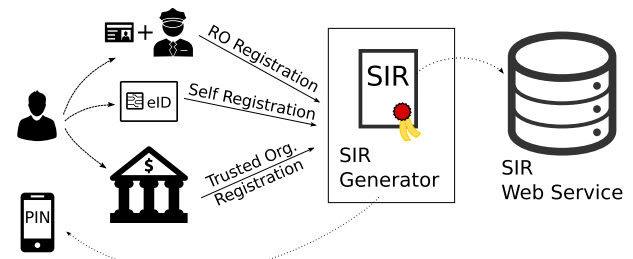 RO Registration
eID
Self Registration
$
Trusted Org.
Registration
PIN
SIR
SIR
Generator
SIR
Web Service